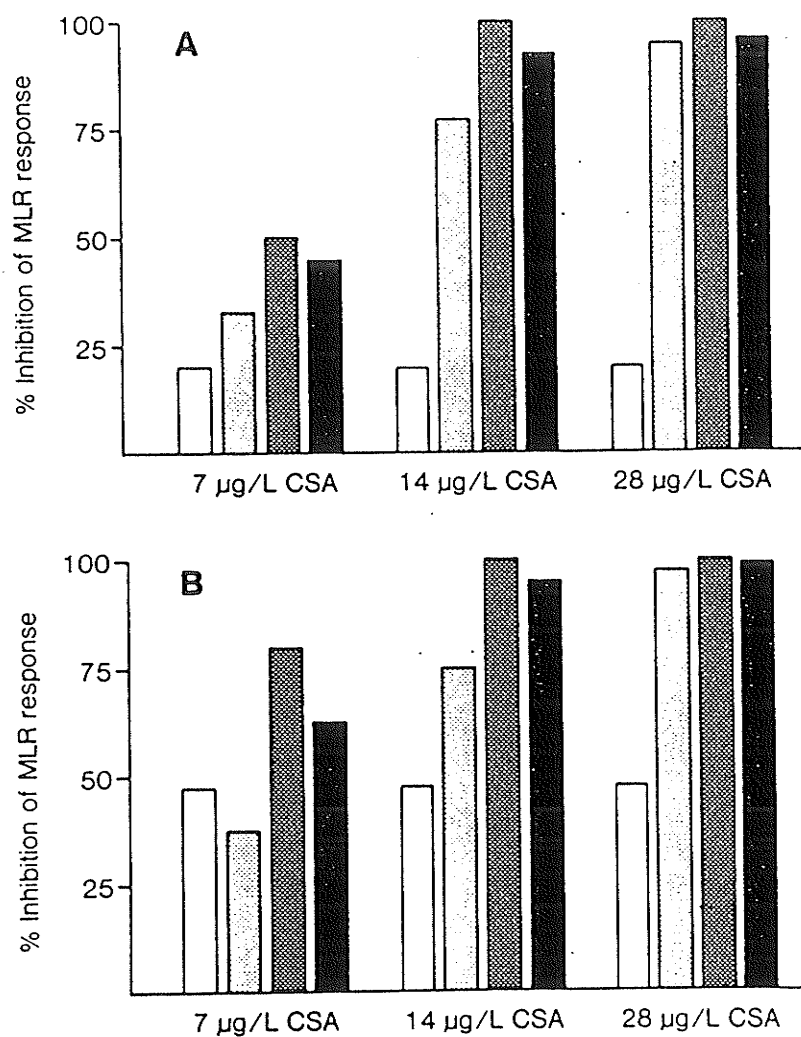 % Inhibition of MLR response
100
75
50
25
A
7 µg/L CSA
14 µg/L CSA
28 µg/L CSA
% Inhibition of MLR response
100
75
50
25
B
7 µg/L CSA
14 µg/L CSA
28 µg/L CSA